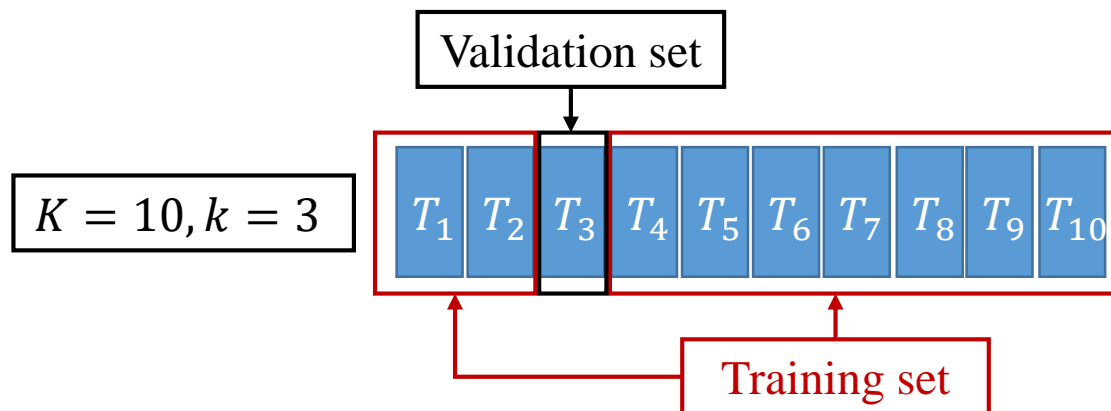 Validation set
K = 10, k = 3
T₁ T₂ T₃ T₄ T₅ T₆ T₇ T₈ T₉ T₁₀
Training set